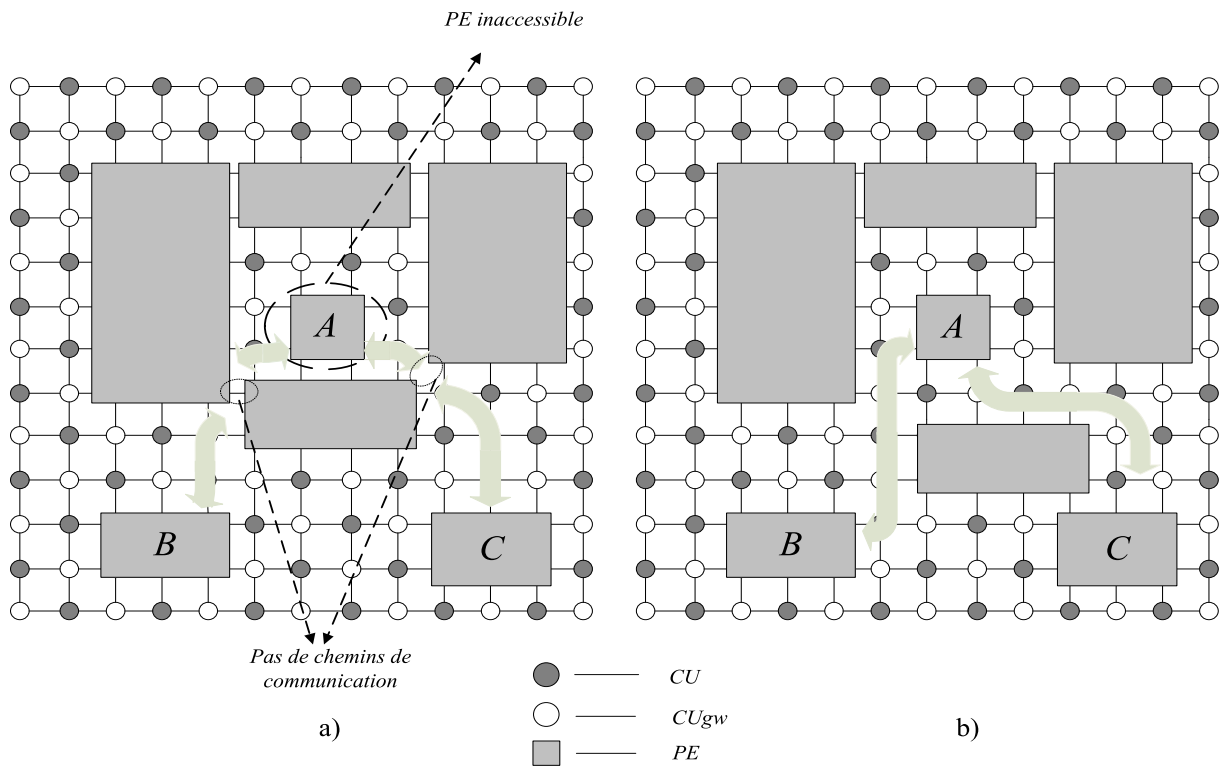 PE inaccessible
A
A
B
C
B
C
Pas de chemins de
communication
CU
CUgw
PE
a)
b)